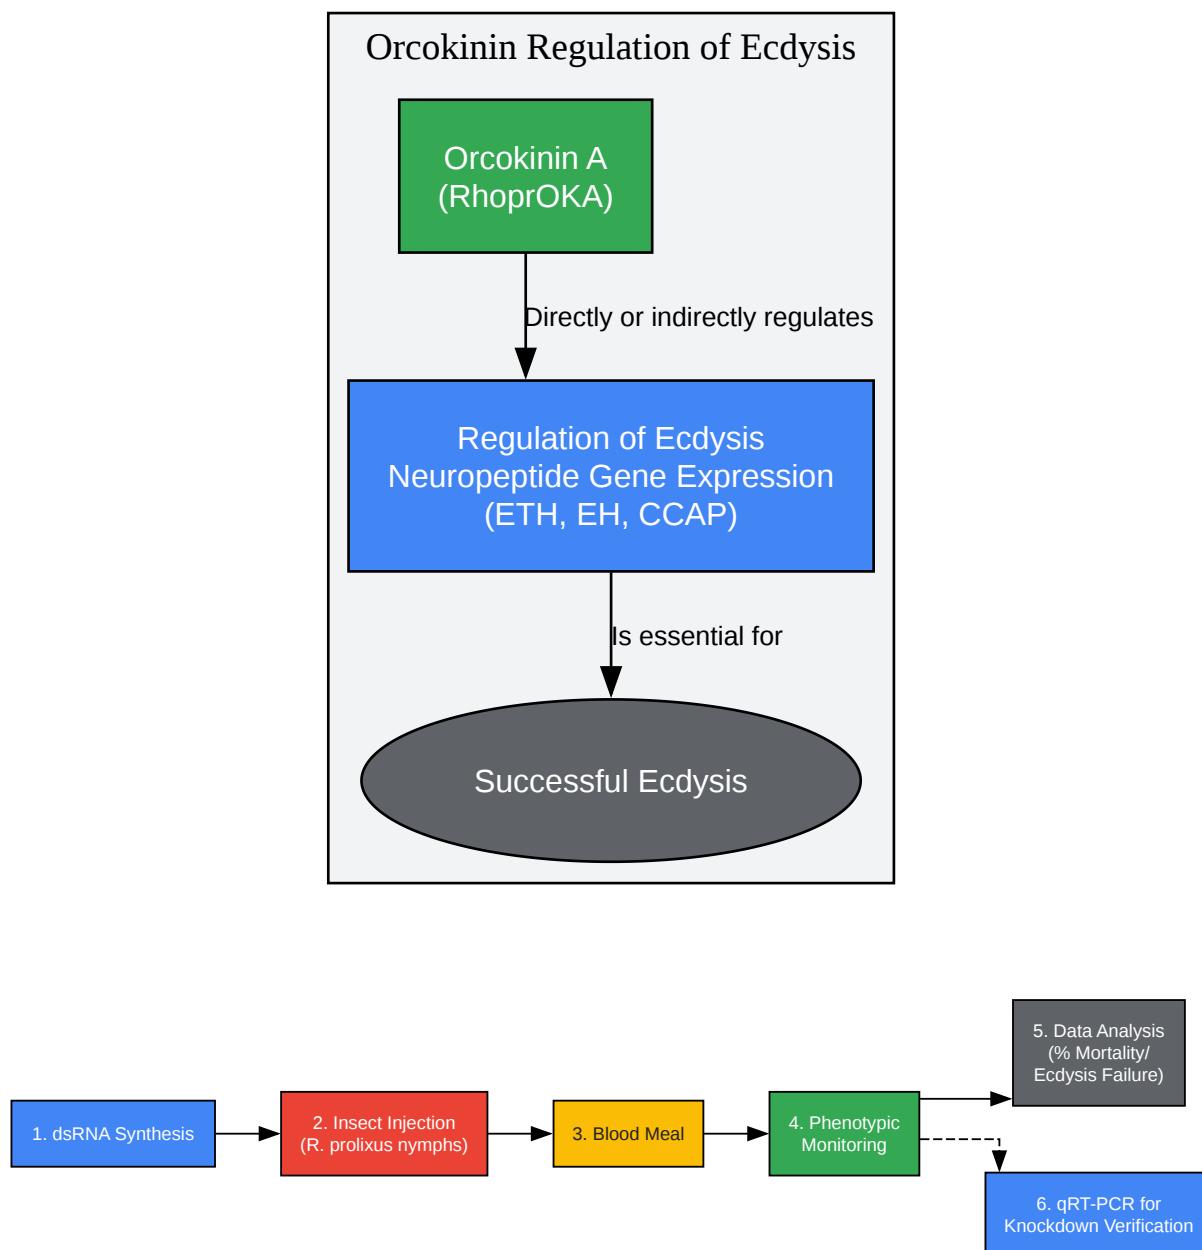 Orcokinin Regulation of Ecdysis
Orcokinin A
(RhoprOKA)
Directly or indirectly regulates
Regulation of Ecdysis
Neuropeptide Gene Expression
(ETH, EH, CCAP)
Is essential for
Successful Ecdysis
1. dsRNA Synthesis
2. Insect Injection
(R. prolixus nymphs)
3. Blood Meal
4. Phenotypic
Monitoring
5. Data Analysis
(% Mortality/
Ecdysis Failure)
6. qRT-PCR for
Knockdown Verification